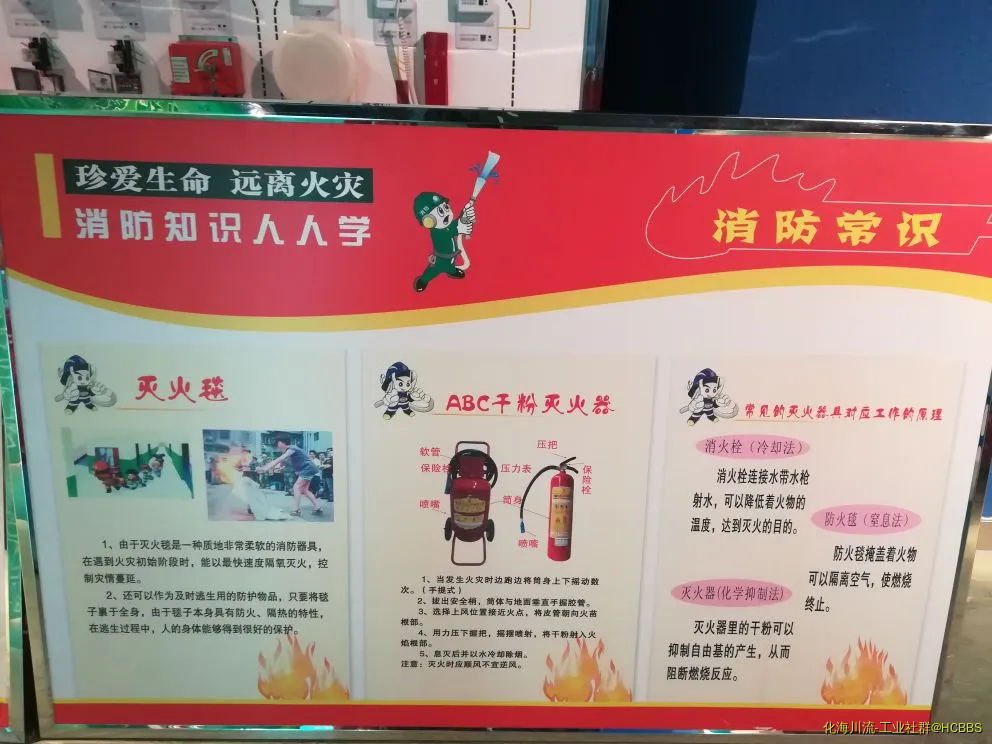 珍爱生命 远离火灾
消防知识人人学
消防常识
灭火毯
1、由于灭火毯是一种质地非常柔软的消防器具，
在遇到火灾初始阶段时，能以最快速度隔氧灭火，控
制灾情蔓延。
2、还可以作为及时逃生用的防护物品，只要将毯
子裹于全身，由于毯子本身具有防火、隔热的特性，
在逃生过程中，人的身体能够得到很好的保护。
ABC干粉灭火器
软管
保险栓
喷嘴
压力表
筒身
压把
保险栓
喷嘴
1、当发生火灾时边跑边将筒身上下摇动数
次。（手提式）
2、拔出安全梢，筒体与地面垂直手握胶管。
3、选择上风位置接近火点，将皮管朝向火苗
根部。
4、用力压下握把，摇摆喷射，将干粉射入火
焰根部。
5、息灭后并以水冷却除烟。
注意：灭火时应顺风不宜逆风。
常见的灭火器具对应工作的原理
消火栓（冷却法）
消火栓连接水带水枪
射水，可以降低着火物的
温度，达到灭火的目的。
防火毯（窒息法）
防火毯掩盖着火物
可以隔离空气，使燃烧
终止。
灭火器(化学抑制法)
灭火器里的干粉可以
抑制自由基的产生，从而
阻断燃烧反应。
化海川流-工业社群@HCBBS